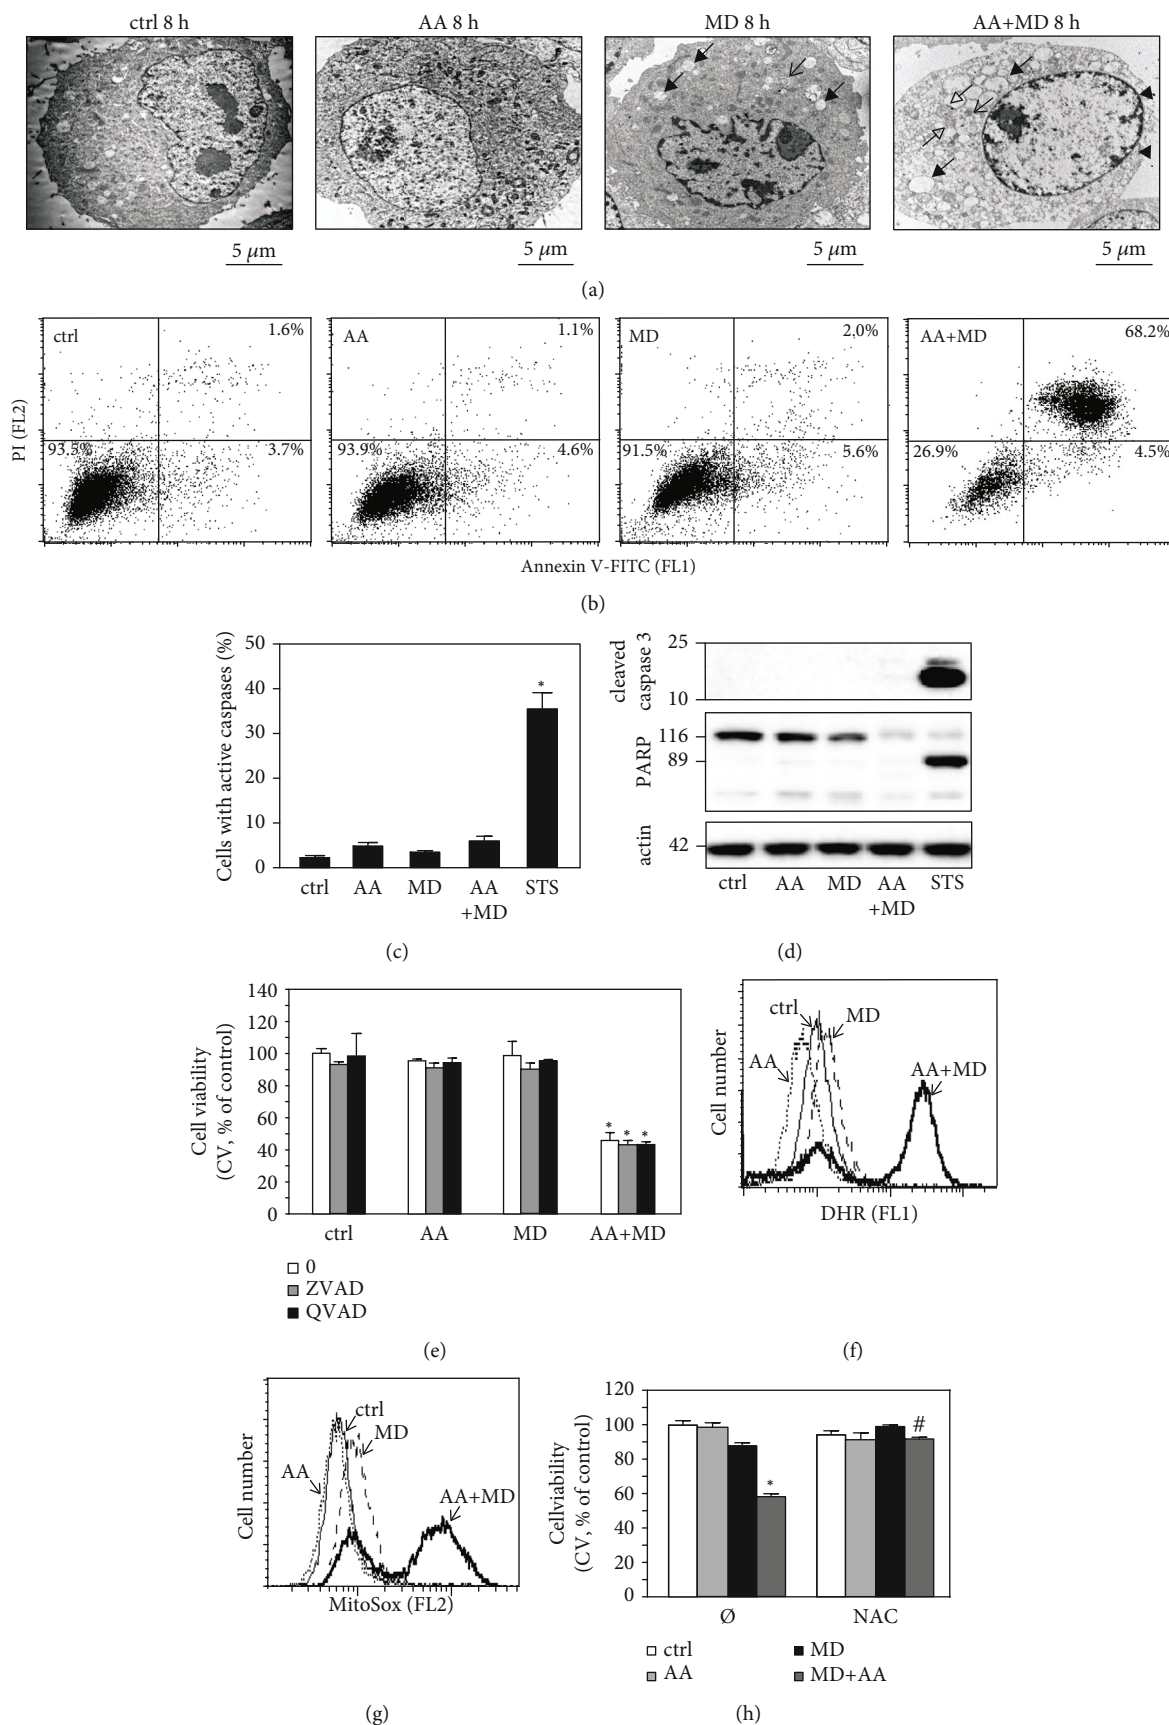 ctrl 8 h AA 8 h MD 8 h AA+MD 8 h
5 μm 5 μm 5 μm 5 μm
(a)
ctrl 1.6% AA 1.1% MD 2.0% AA+MD 68.2%
PI (FL2)
93.5% 3.7% 93.9% 4.6% 91.5% 5.6% 26.9% 4.5%
Annexin V-FITC (FL1)
(b)
Cells with active caspases (%)
50
40
30
20
10
0
*
ctrl AA MD AA +MD STS
(c)
cleaved caspase 3
25
10
PARP
116
89
actin
42
ctrl AA MD AA +MD STS
(d)
Cell viability
(CV, % of control)
140
120
100
80
60
40
20
0
* * *
ctrl AA MD AA+MD
0
ZVAD
QVAD
(e)
Cell number
ctrl
MD
AA
AA+MD
DHR (FL1)
(f)
Cell number
ctrl
MD
AA
AA+MD
MitoSox (FL2)
(g)
Cellviability
(CV, % of control)
120
100
80
60
40
20
0
*
#
Ø NAC
ctrl MD
AA MD+AA
(h)